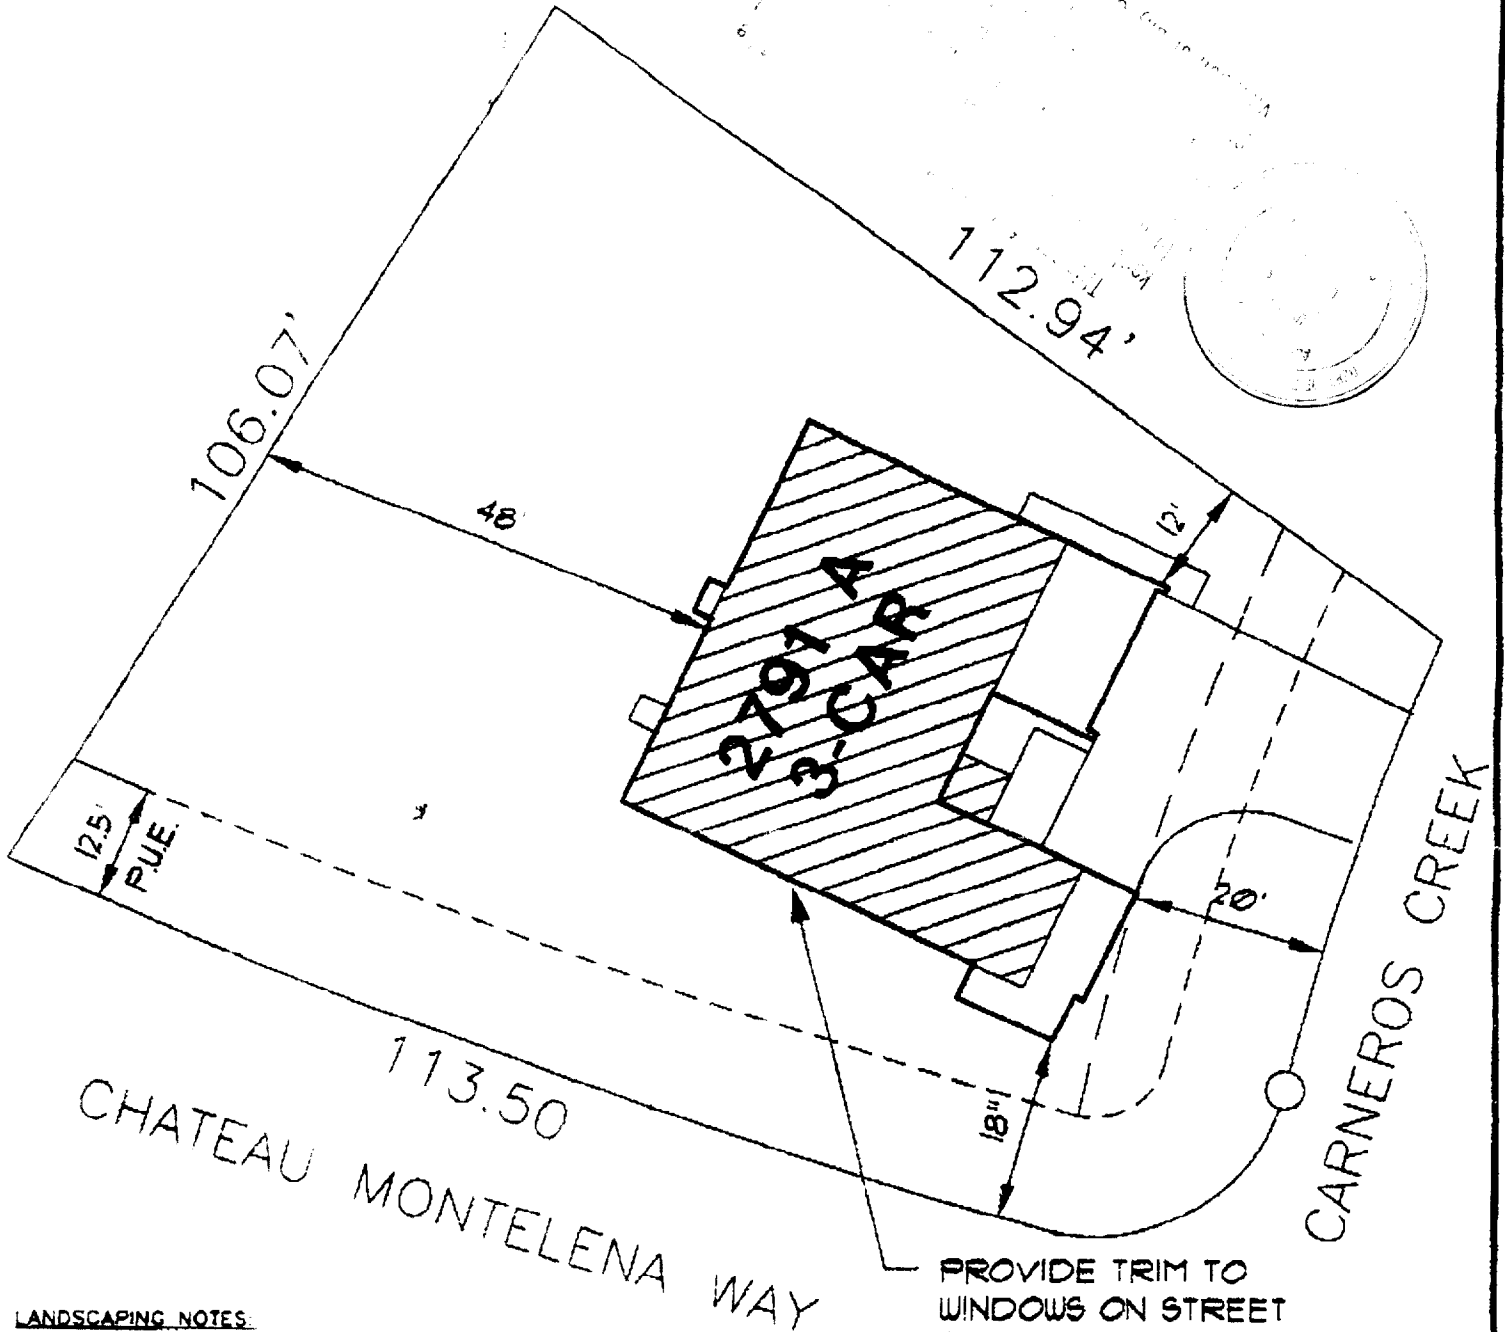 112.94'
106.07'
48'
12'
2791 A
3-CAR
12.5'
P.U.E.
20'
18'
113.50
CHATEAU MONTELENA WAY
CARNEROS CREEK
PROVIDE TRIM TO
WINDOWS ON STREET
LANDSCAPING NOTES: